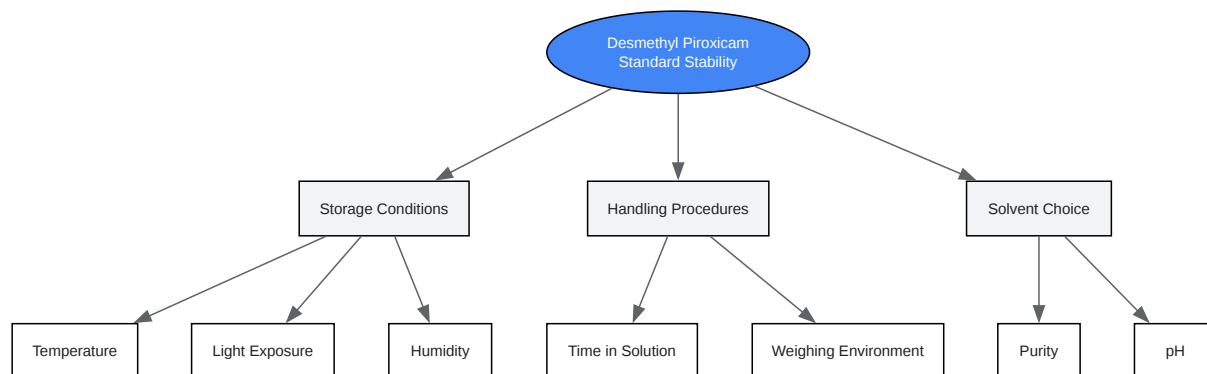 Desmethyl Piroxicam
Standard Stability
Storage Conditions
Handling Procedures
Solvent Choice
Temperature
Light Exposure
Humidity
Time in Solution
Weighing Environment
Purity
pH